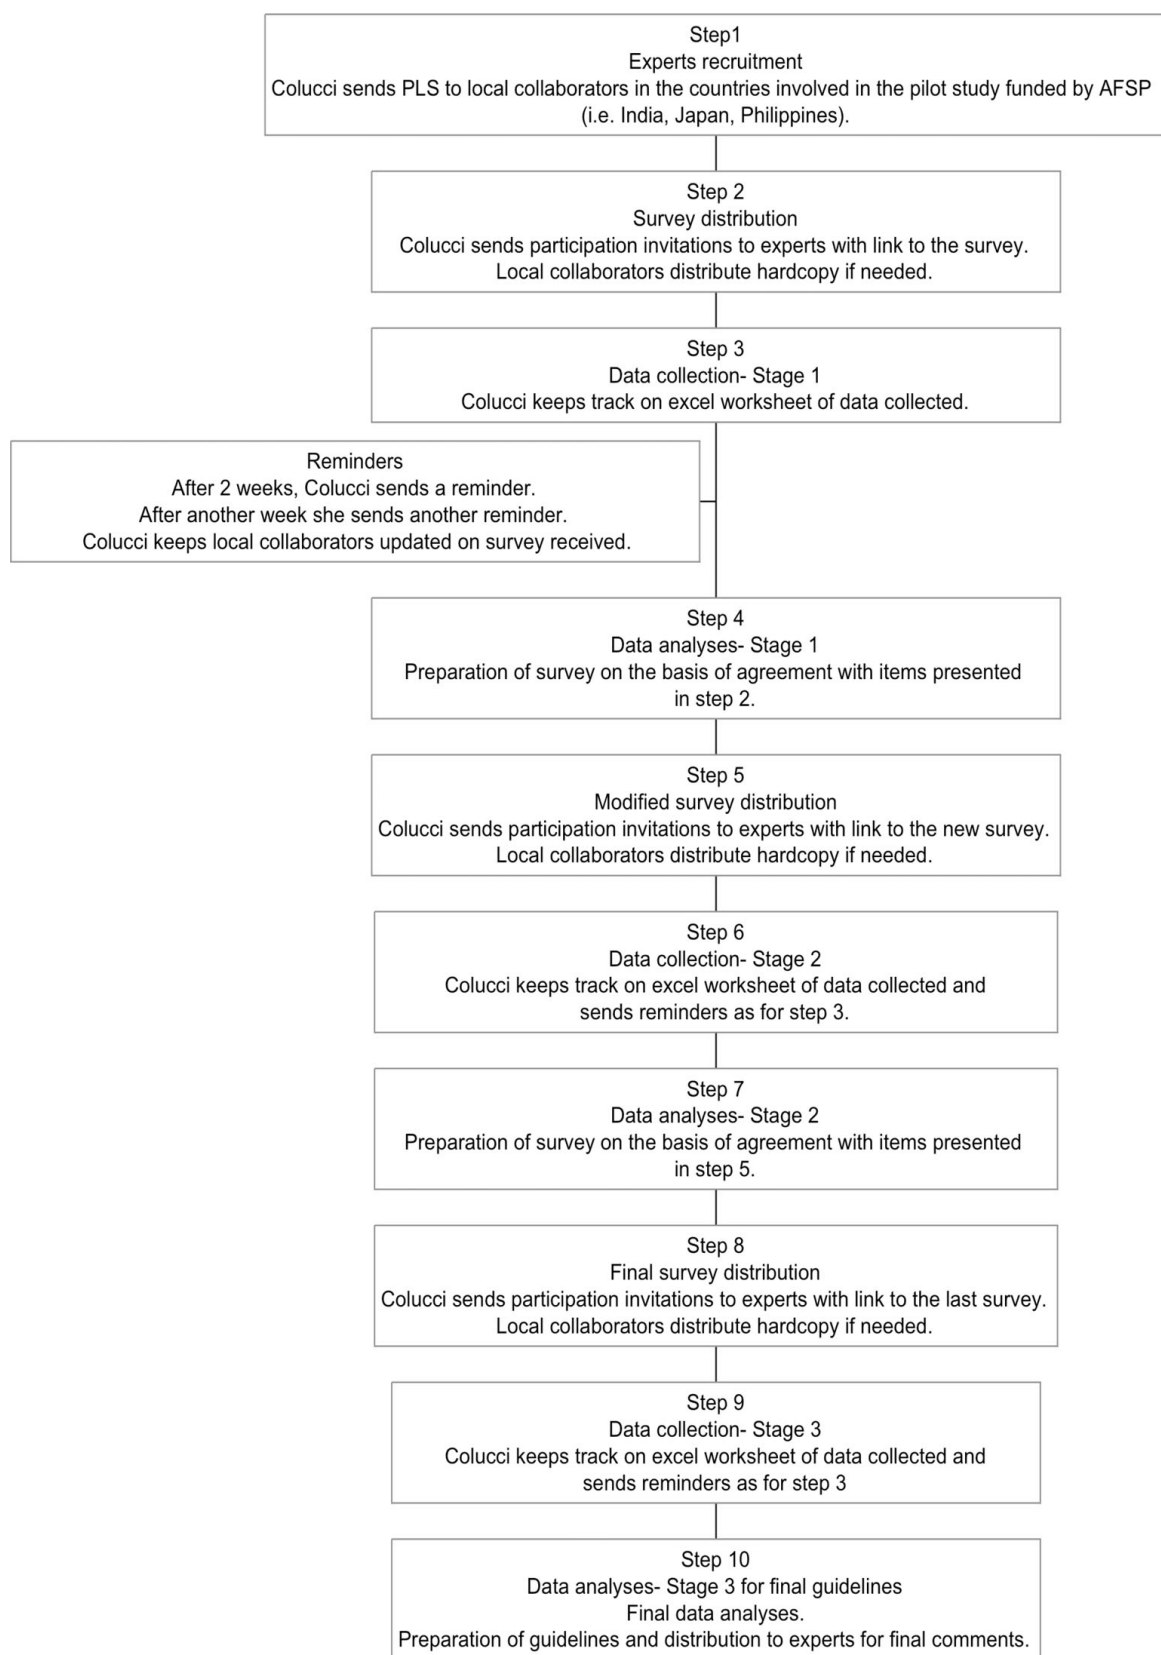 Step1
Experts recruitment
Colucci sends PLS to local collaborators in the countries involved in the pilot study funded by AFSP
(i.e. India, Japan, Philippines).
Step 2
Survey distribution
Colucci sends participation invitations to experts with link to the survey.
Local collaborators distribute hardcopy if needed.
Step 3
Data collection- Stage 1
Colucci keeps track on excel worksheet of data collected.
Reminders
After 2 weeks, Colucci sends a reminder.
After another week she sends another reminder.
Colucci keeps local collaborators updated on survey received.
Step 4
Data analyses- Stage 1
Preparation of survey on the basis of agreement with items presented
in step 2.
Step 5
Modified survey distribution
Colucci sends participation invitations to experts with link to the new survey.
Local collaborators distribute hardcopy if needed.
Step 6
Data collection- Stage 2
Colucci keeps track on excel worksheet of data collected and
sends reminders as for step 3.
Step 7
Data analyses- Stage 2
Preparation of survey on the basis of agreement with items presented
in step 5.
Step 8
Final survey distribution
Colucci sends participation invitations to experts with link to the last survey.
Local collaborators distribute hardcopy if needed.
Step 9
Data collection- Stage 3
Colucci keeps track on excel worksheet of data collected and
sends reminders as for step 3
Step 10
Data analyses- Stage 3 for final guidelines
Final data analyses.
Preparation of guidelines and distribution to experts for final comments.